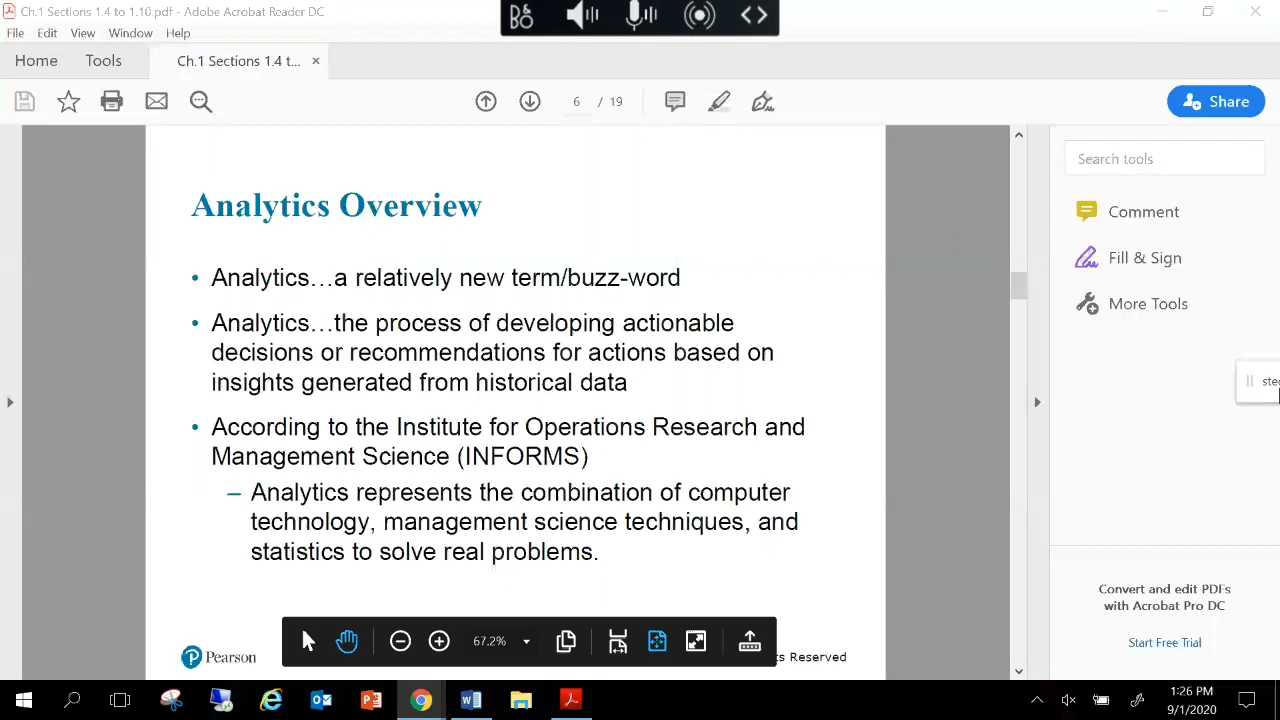 Ch.1 Sections 1.4 to 1.10.pdf - Adobe Acrobat Reader DC
File Edit View Window Help
Home Tools Ch.1 Sections 1.4 t... ×
6 / 19
Share
Search tools
Comment
Fill & Sign
More Tools
Analytics Overview
• Analytics…a relatively new term/buzz-word
• Analytics…the process of developing actionable
decisions or recommendations for actions based on
insights generated from historical data
• According to the Institute for Operations Research and
Management Science (INFORMS)
– Analytics represents the combination of computer
technology, management science techniques, and
statistics to solve real problems.
67.2%
Pearson
s Reserved
Convert and edit PDFs
with Acrobat Pro DC
Start Free Trial
1:26 PM
9/1/2020